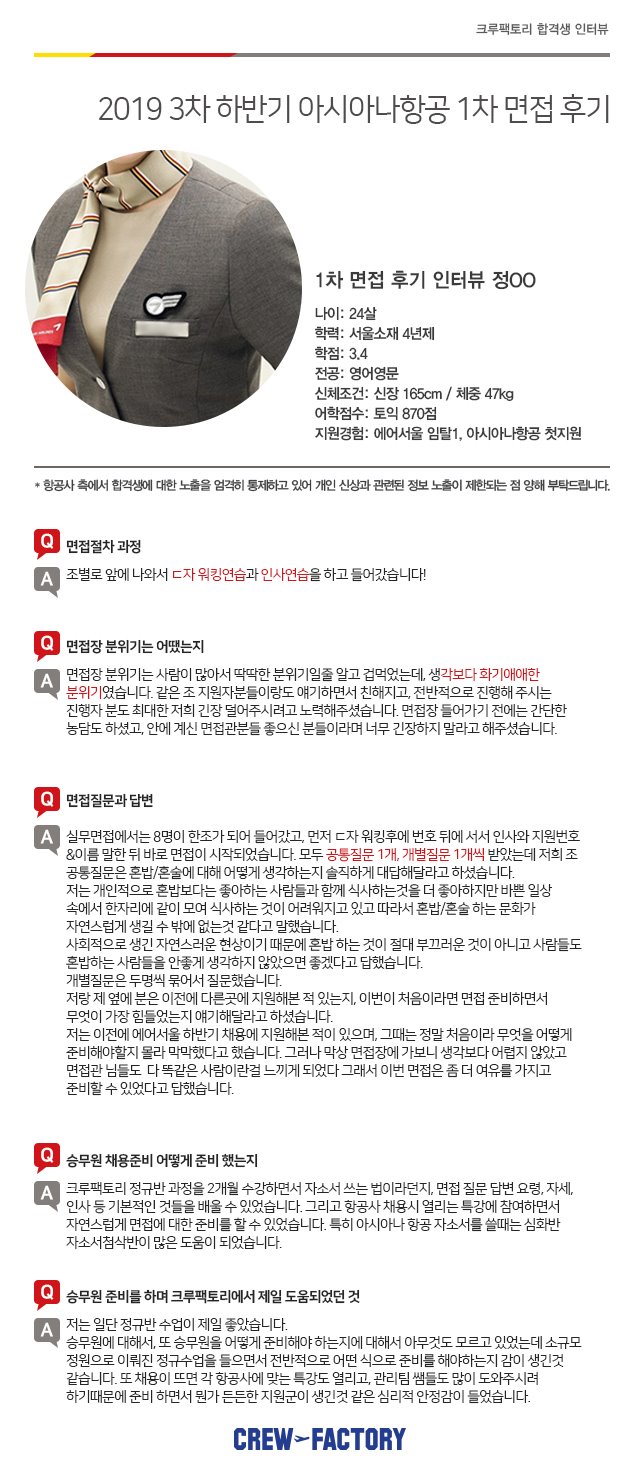 크루팩토리 합격생 인터뷰
2019 3차 하반기 아시아나항공 1차 면접 후기
1차 면접 후기 인터뷰 정OO
나이: 24살
학력: 서울소재 4년제
학점: 3.4
전공: 영어영문
신체조건: 신장 165cm / 체중 47kg
어학점수: 토익 870점
지원경험: 에어서울 임탈1, 아시아나항공 첫지원
* 항공사 측에서 합격생에 대한 노출을 엄격히 통제하고 있어 개인 신상과 관련된 정보 노출이 제한되는 점 양해 부탁드립니다.
Q 면접절차 과정
A 조별로 앞에 나와서 ㄷ자 워킹연습과 인사연습을 하고 들어갔습니다!
Q 면접장 분위기는 어땠는지
A 면접장 분위기는 사람이 많아서 딱딱한 분위기일줄 알고 겁먹었는데, 생각보다 화기애애한
분위기였습니다. 같은 조 지원자분들이랑도 얘기하면서 친해지고, 전반적으로 진행해 주시는
진행자 분도 최대한 저희 긴장 덜어주시려고 노력해주셨습니다. 면접장 들어가기 전에는 간단한
농담도 하셨고, 안에 계신 면접관분들 좋으신 분들이라며 너무 긴장하지 말라고 해주셨습니다.
Q 면접질문과 답변
A 실무면접에서는 8명이 한조가 되어 들어갔고, 먼저 ㄷ자 워킹후에 번호 뒤에 서서 인사와 지원번호
&이름 말한 뒤 바로 면접이 시작되었습니다. 모두 공통질문 1개, 개별질문 1개씩 받았는데 저희 조
공통질문은 혼밥/혼술에 대해 어떻게 생각하는지 솔직하게 대답해달라고 하셨습니다.
저는 개인적으로 혼밥보다는 좋아하는 사람들과 함께 식사하는것을 더 좋아하지만 바쁜 일상
속에서 한자리에 같이 모여 식사하는 것이 어려워지고 있고 따라서 혼밥/혼술 하는 문화가
자연스럽게 생길 수 밖에 없는것 같다고 말했습니다.
사회적으로 생긴 자연스러운 현상이기 때문에 혼밥 하는 것이 절대 부끄러운 것이 아니고 사람들도
혼밥하는 사람들을 안좋게 생각하지 않았으면 좋겠다고 답했습니다.
개별질문은 두명씩 묶어서 질문했습니다.
저랑 제 옆에 분은 이전에 다른곳에 지원해본 적 있는지, 이번이 처음이라면 면접 준비하면서
무엇이 가장 힘들었는지 얘기해달라고 하셨습니다.
저는 이전에 에어서울 하반기 채용에 지원해본 적이 있으며, 그때는 정말 처음이라 무엇을 어떻게
준비해야할지 몰라 막막했다고 했습니다. 그러나 막상 면접장에 가보니 생각보다 어렵지 않았고
면접관 님들도 다 똑같은 사람이란걸 느끼게 되었다 그래서 이번 면접은 좀 더 여유를 가지고
준비할 수 있었다고 답했습니다.
Q 승무원 채용준비 어떻게 준비 했는지
A 크루팩토리 정규반 과정을 2개월 수강하면서 자소서 쓰는 법이라던지, 면접 질문 답변 요령, 자세,
인사 등 기본적인 것들을 배울 수 있었습니다. 그리고 항공사 채용시 열리는 특강에 참여하면서
자연스럽게 면접에 대한 준비를 할 수 있었습니다. 특히 아시아나 항공 자소서를 쓸때는 심화반
자소서첨삭반이 많은 도움이 되었습니다.
Q 승무원 준비를 하며 크루팩토리에서 제일 도움되었던 것
A 저는 일단 정규반 수업이 제일 좋았습니다.
승무원에 대해서, 또 승무원을 어떻게 준비해야 하는지에 대해서 아무것도 모르고 있었는데 소규모
정원으로 이뤄진 정규수업을 들으면서 전반적으로 어떤 식으로 준비를 해야하는지 감이 생긴것
같습니다. 또 채용이 뜨면 각 항공사에 맞는 특강도 열리고, 관리팀 쌤들도 많이 도와주시려
하기때문에 준비 하면서 뭔가 든든한 지원군이 생긴것 같은 심리적 안정감이 들었습니다.
CREW FACTORY